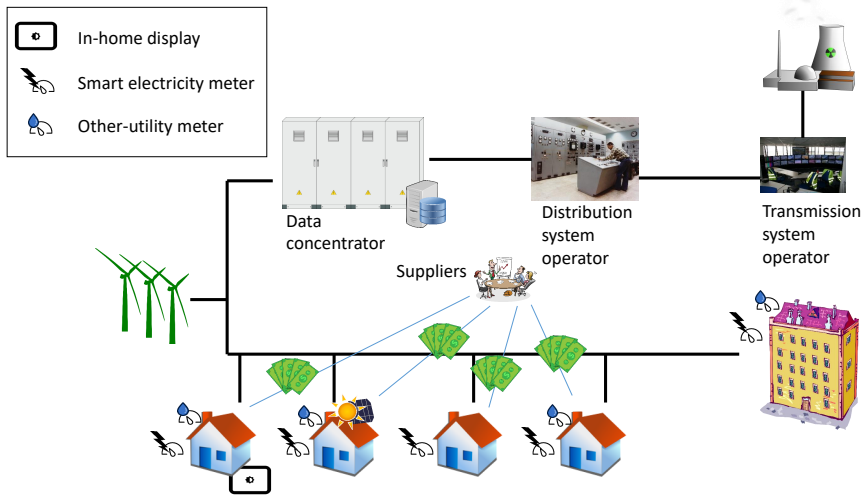 In-home display
Smart electricity meter
Other-utility meter
Data
concentrator
Distribution
system
operator
Transmission
system
operator
Suppliers